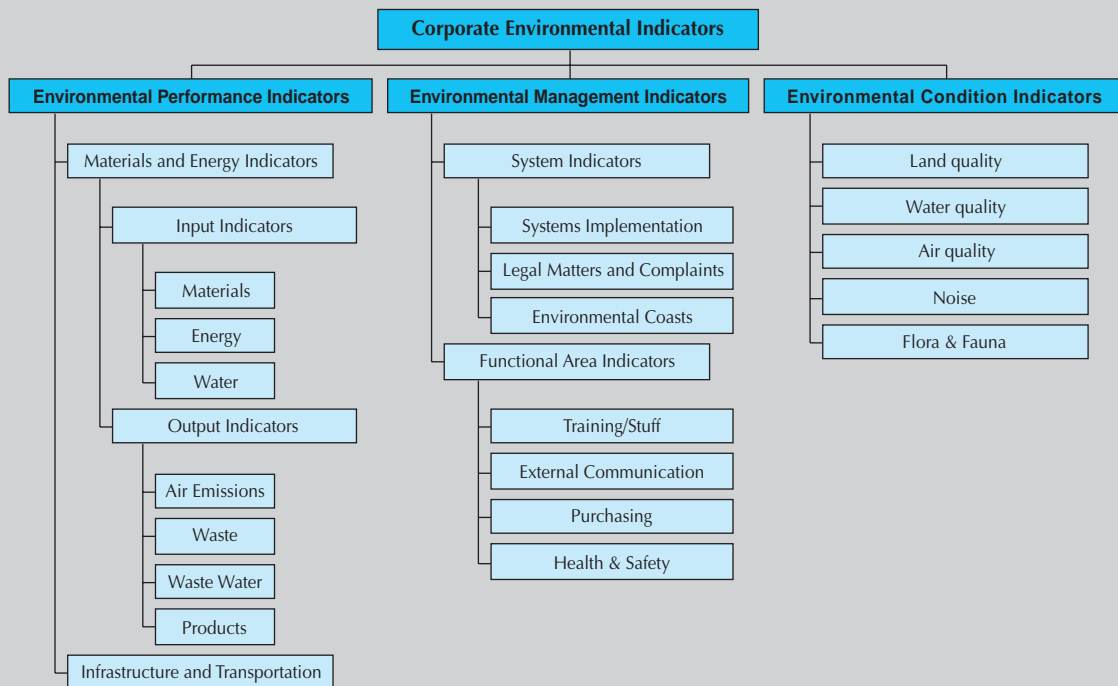 Corporate Environmental Indicators
Environmental Performance Indicators
Materials and Energy Indicators
Input Indicators
Materials
Energy
Water
Output Indicators
Air Emissions
Waste
Waste Water
Products
Infrastructure and Transportation
Environmental Management Indicators
System Indicators
Systems Implementation
Legal Matters and Complaints
Environmental Coasts
Functional Area Indicators
Training/Stuff
External Communication
Purchasing
Health & Safety
Environmental Condition Indicators
Land quality
Water quality
Air quality
Noise
Flora & Fauna